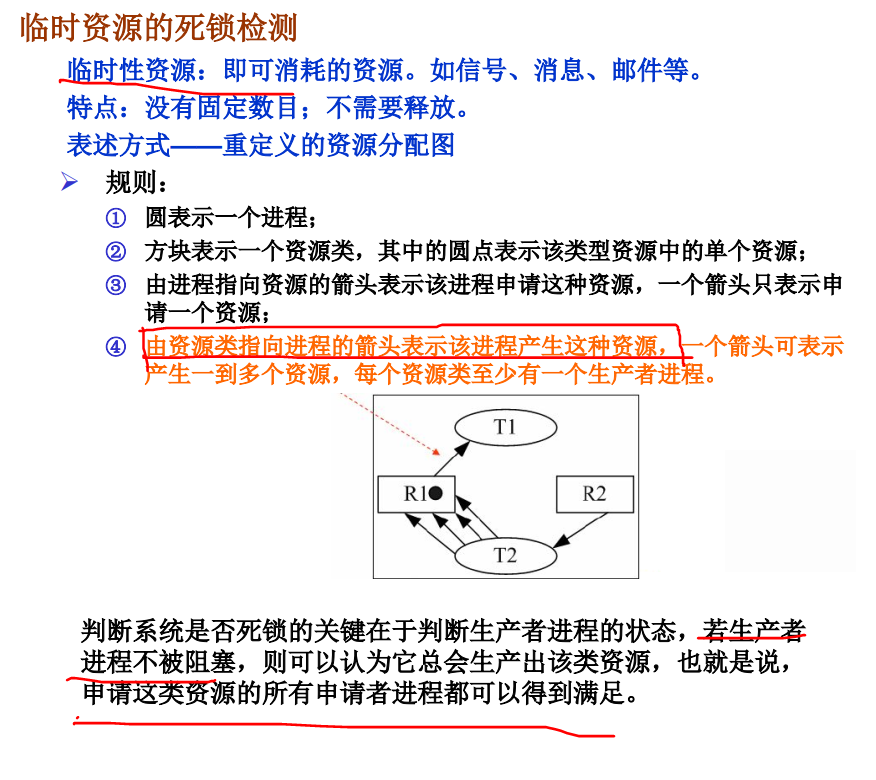 临时资源的死锁检测
临时性资源：即可消耗的资源。如信号、消息、邮件等。
特点：没有固定数目；不需要释放。
表述方式——重定义的资源分配图
规则：
① 圆表示一个进程；
② 方块表示一个资源类，其中的圆点表示该类型资源中的单个资源；
③ 由进程指向资源的箭头表示该进程申请这种资源，一个箭头只表示申
请一个资源；
④ 由资源类指向进程的箭头表示该进程产生这种资源，一个箭头可表示
产生一到多个资源，每个资源类至少有一个生产者进程。
T1
R1
R2
T2
判断系统是否死锁的关键在于判断生产者进程的状态，若生产者
进程不被阻塞，则可以认为它总会生产出该类资源，也就是说，
申请这类资源的所有申请者进程都可以得到满足。